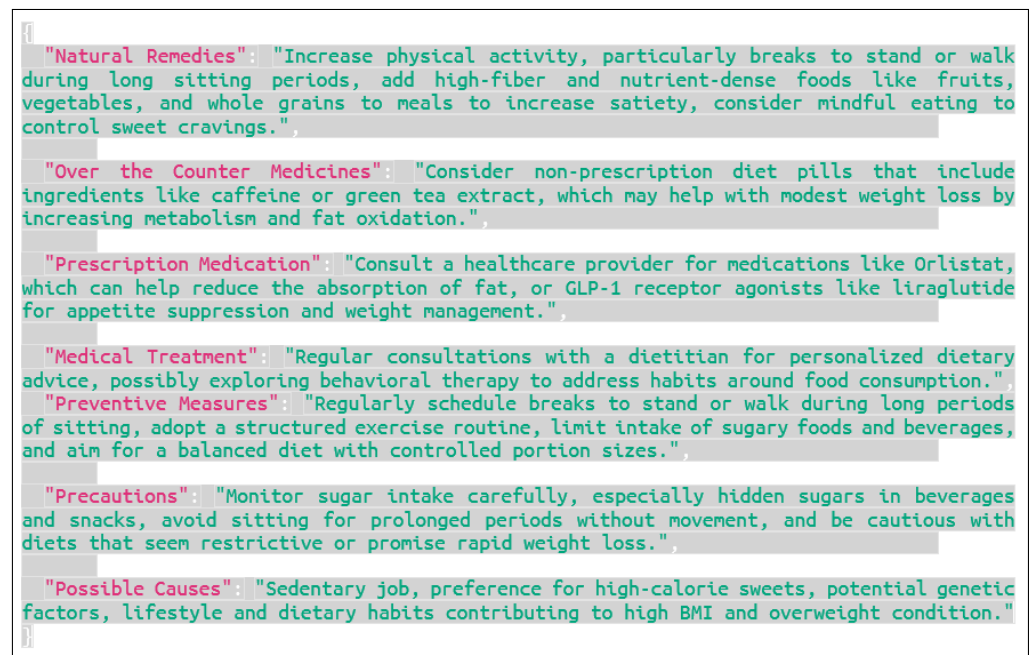 {
"Natural Remedies": "Increase physical activity, particularly breaks to stand or walk
during long sitting periods, add high-fiber and nutrient-dense foods like fruits,
vegetables, and whole grains to meals to increase satiety, consider mindful eating to
control sweet cravings.",
"Over the Counter Medicines": "Consider non-prescription diet pills that include
ingredients like caffeine or green tea extract, which may help with modest weight loss by
increasing metabolism and fat oxidation.",
"Prescription Medication": "Consult a healthcare provider for medications like Orlistat,
which can help reduce the absorption of fat, or GLP-1 receptor agonists like liraglutide
for appetite suppression and weight management.",
"Medical Treatment": "Regular consultations with a dietitian for personalized dietary
advice, possibly exploring behavioral therapy to address habits around food consumption.",
"Preventive Measures": "Regularly schedule breaks to stand or walk during long periods
of sitting, adopt a structured exercise routine, limit intake of sugary foods and beverages,
and aim for a balanced diet with controlled portion sizes.",
"Precautions": "Monitor sugar intake carefully, especially hidden sugars in beverages
and snacks, avoid sitting for prolonged periods without movement, and be cautious with
diets that seem restrictive or promise rapid weight loss.",
"Possible Causes": "Sedentary job, preference for high-calorie sweets, potential genetic
factors, lifestyle and dietary habits contributing to high BMI and overweight condition."
}